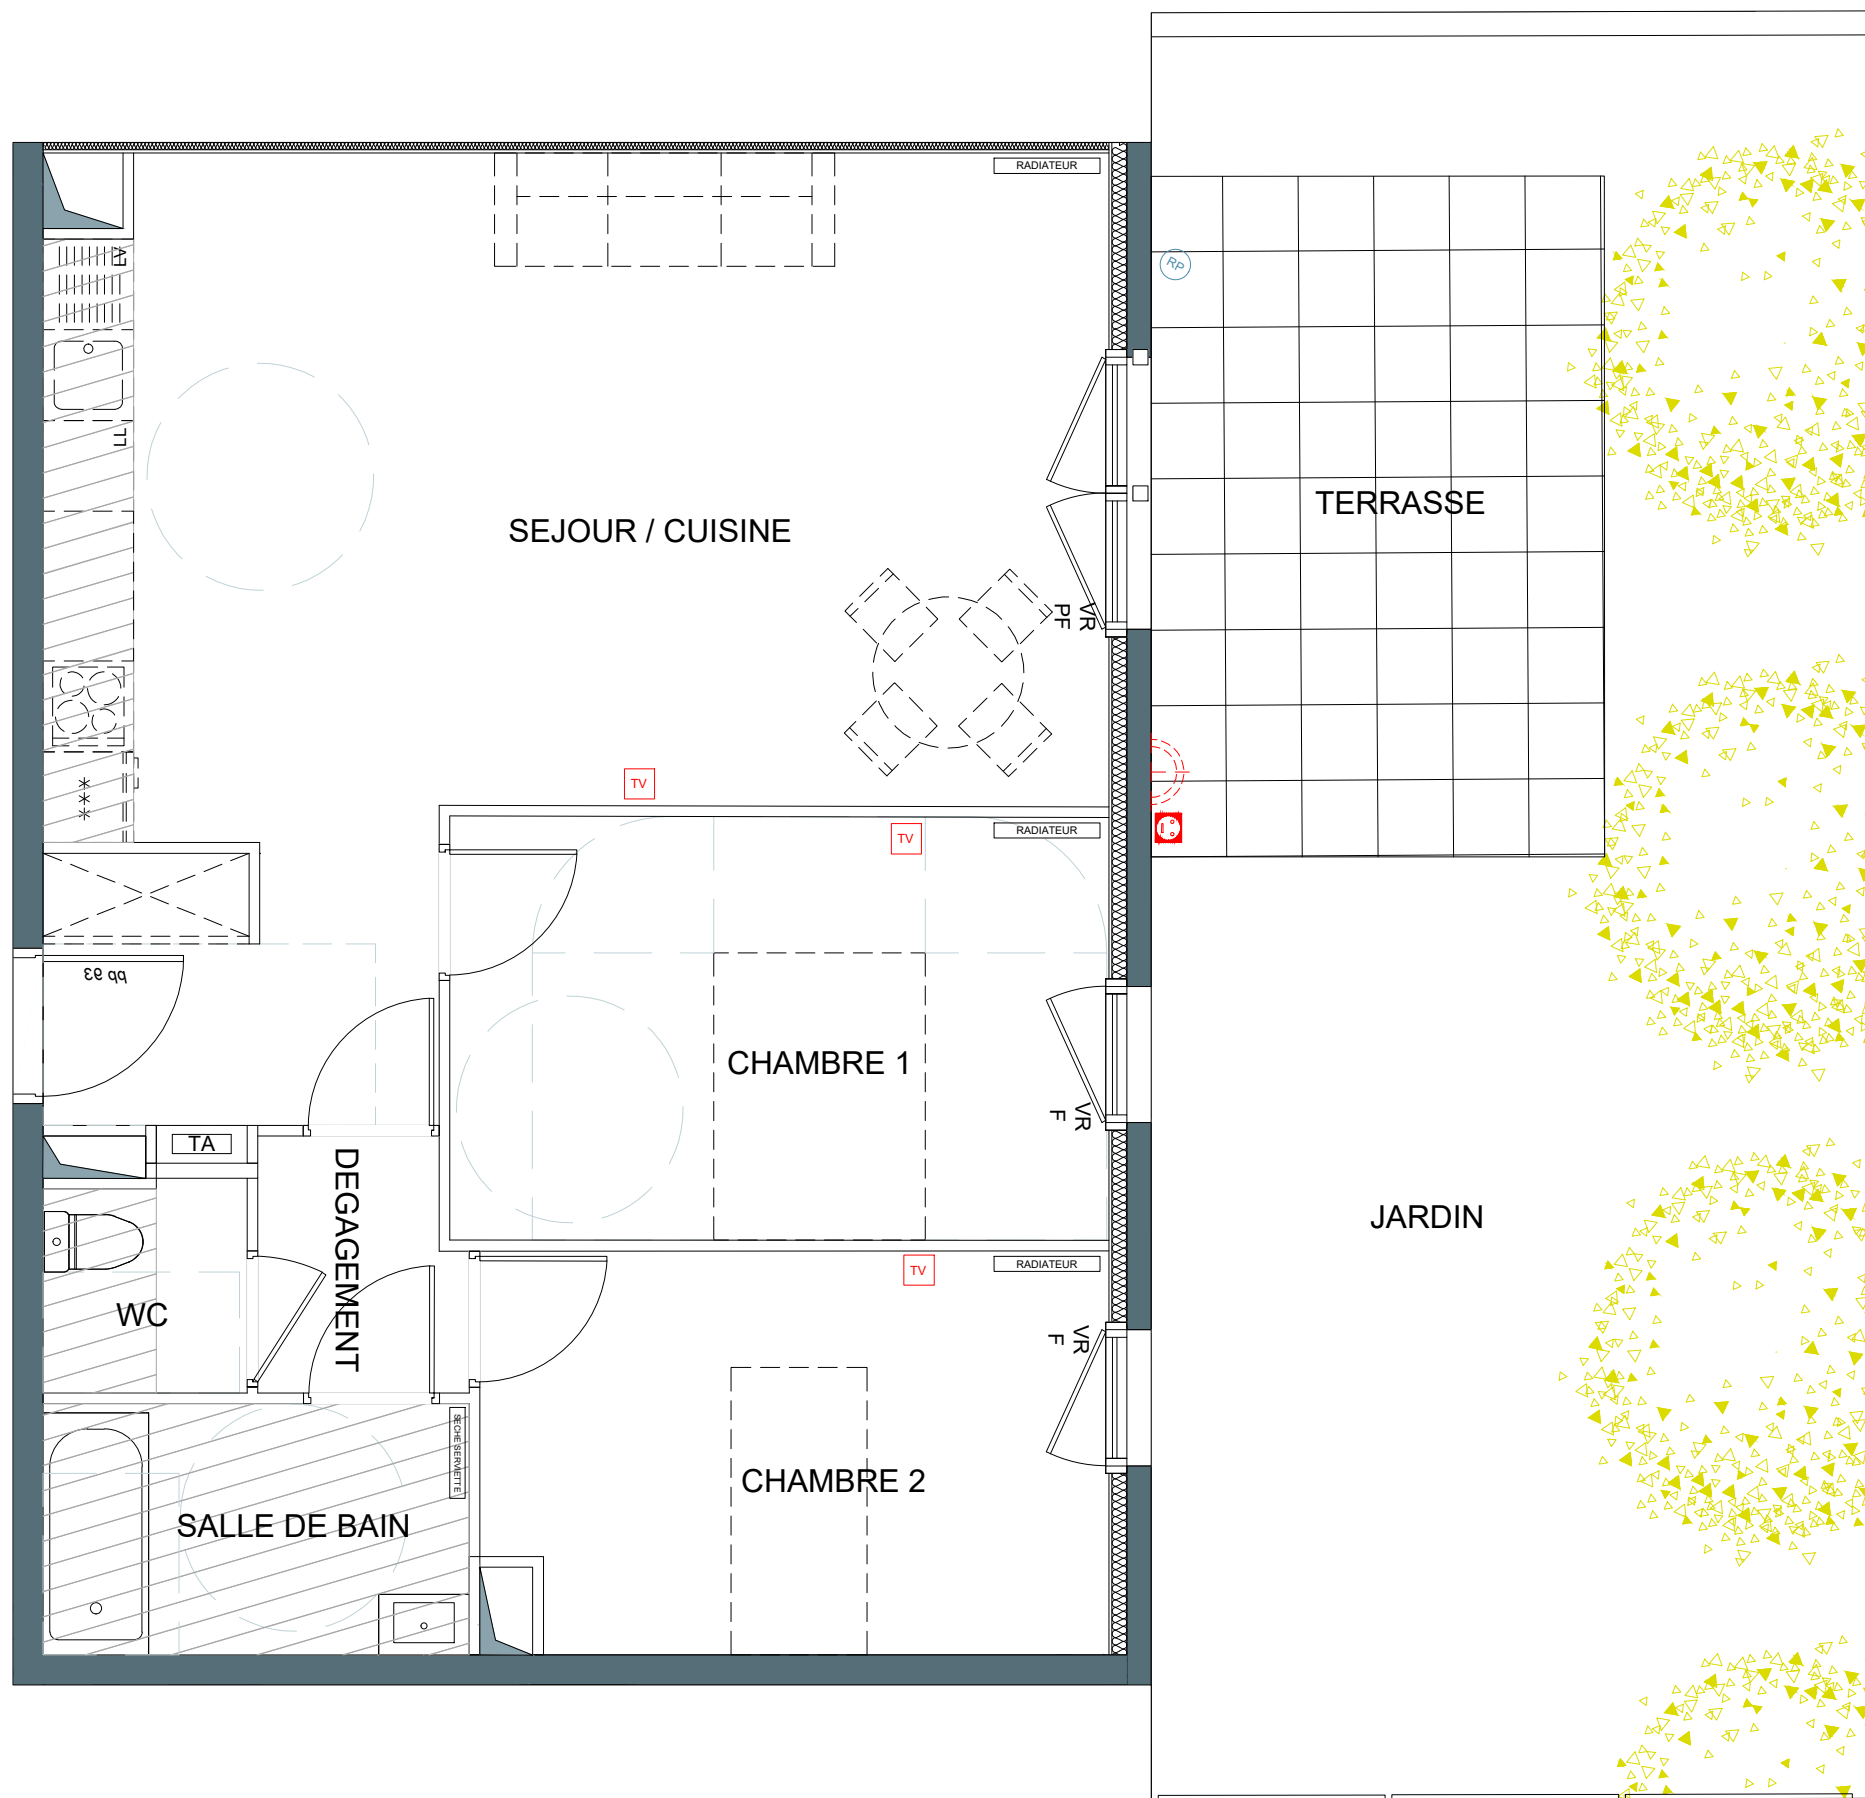 RADIATEUR
LV
RP
LL
TERRASSE
SEJOUR / CUISINE
VR
PF
TV
***
TV
RADIATEUR
pp 93
CHAMBRE 1
VR
F
TA
DEGAGEMENT
JARDIN
TV
RADIATEUR
WC
VR
F
SECHE SERVIETTE
CHAMBRE 2
SALLE DE BAIN